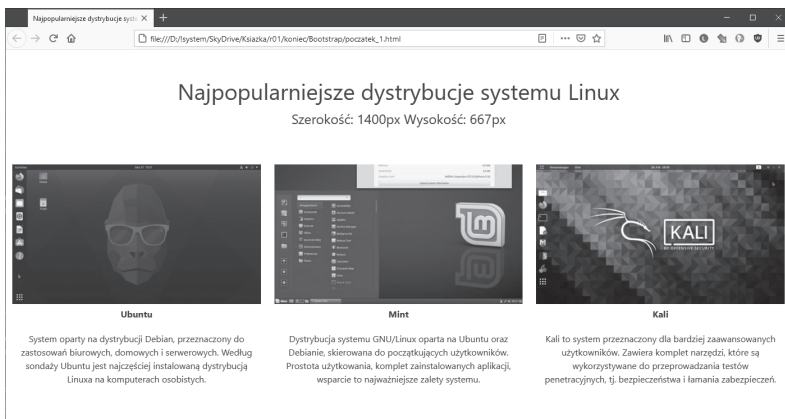 Najpopularniejsze dystrybucje syste
file:///D:/!system/SkyDrive/Ksiazka/r01/koniec/Bootstrap/poczatek_1.html
Najpopularniejsze dystrybucje systemu Linux
Szerokość: 1400px Wysokość: 667px
KALI
BY OFFENSIVE SECURITY
Ubuntu
System oparty na dystrybucji Debian, przeznaczony do
zastosowań biurowych, domowych i serwerowych. Według
sondaży Ubuntu jest najczęściej instalowaną dystrybucją
Linuxa na komputerach osobistych.
Mint
Dystrybucja systemu GNU/Linux oparta na Ubuntu oraz
Debianie, skierowana do początkujących użytkowników.
Prostota użytkowania, komplet zainstalowanych aplikacji,
wsparcie to najważniejsze zalety systemu.
Kali
Kali to system przeznaczony dla bardziej zaawansowanych
użytkowników. Zawiera komplet narzędzi, które są
wykorzystywane do przeprowadzania testów
penetracyjnych, tj. bezpieczeństwa i łamania zabezpieczeń.